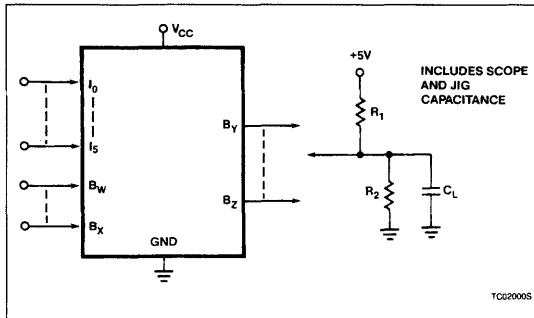 VCC
+5V
INCLUDES SCOPE
AND JIG
CAPACITANCE
I0
R1
BY
I5
BW
R2
CL
BZ
BX
GND
TC02000S